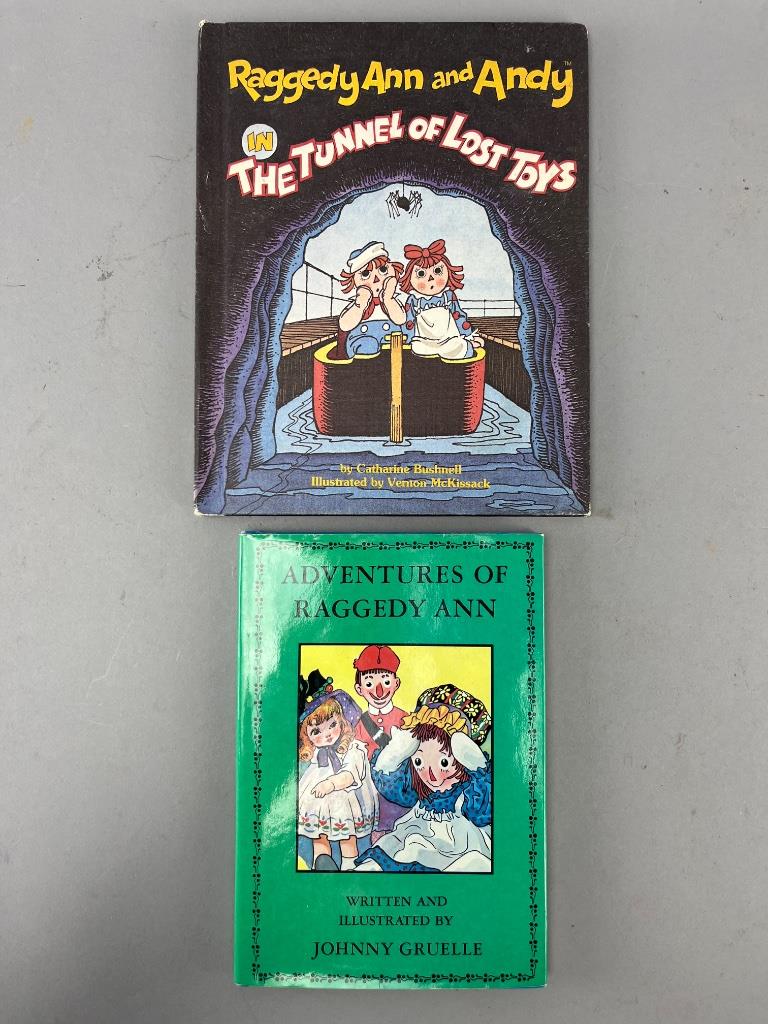 Raggedy Ann and Andy™
IN
THE TUNNEL OF LOST TOYS
by Catharine Bushnell
Illustrated by Vernon McKissack
ADVENTURES OF
RAGGEDY ANN
WRITTEN AND
ILLUSTRATED BY
JOHNNY GRUELLE